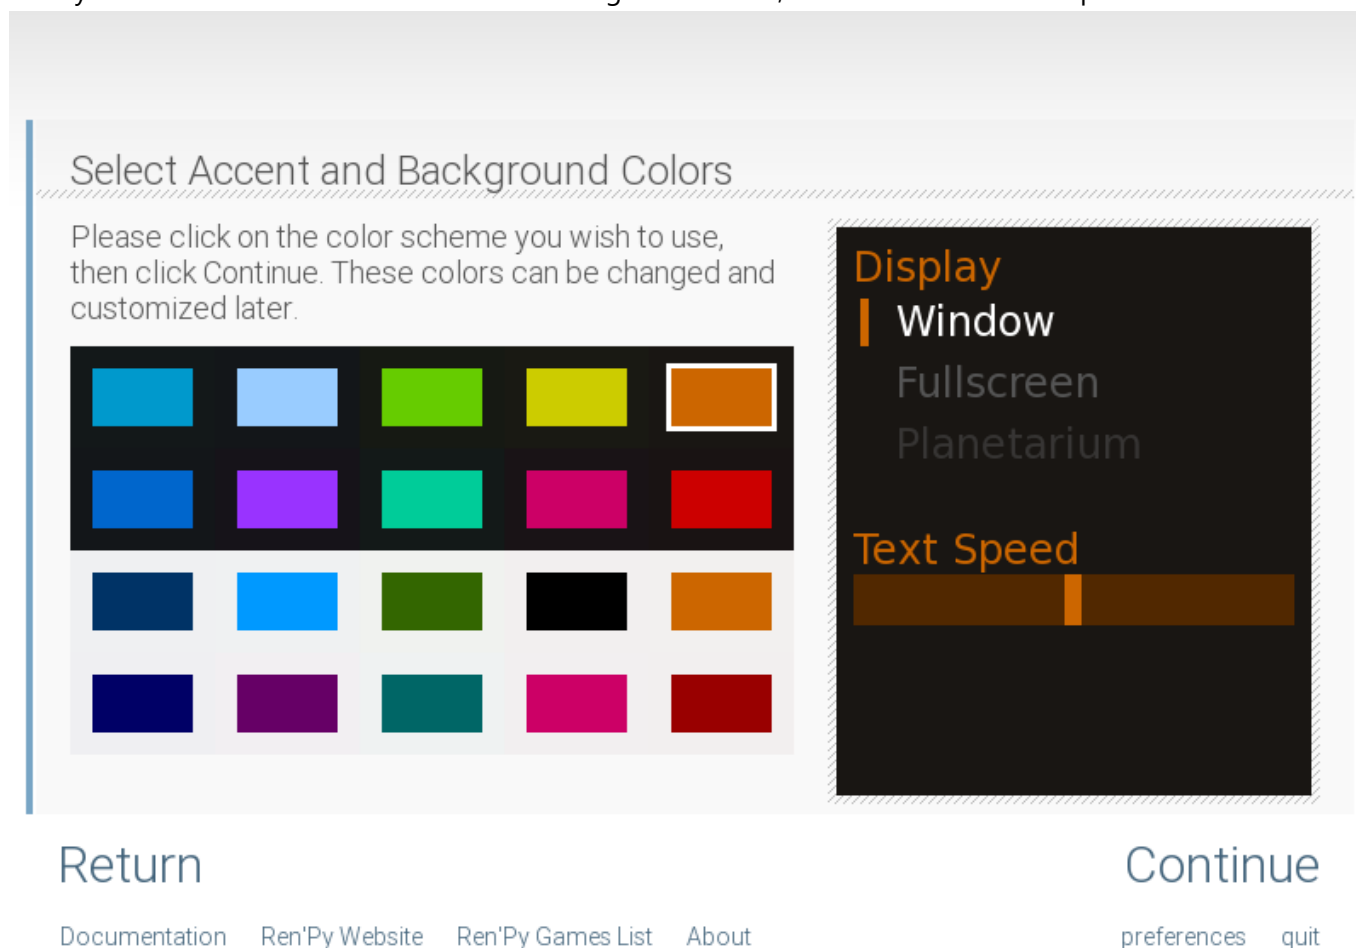 Select Accent and Background Colors
Please click on the color scheme you wish to use,
then click Continue. These colors can be changed and
customized later.
Display
Window
Fullscreen
Planetarium
Text Speed
Return
Continue
Documentation
Ren'Py Website
Ren'Py Games List
About
preferences
quit